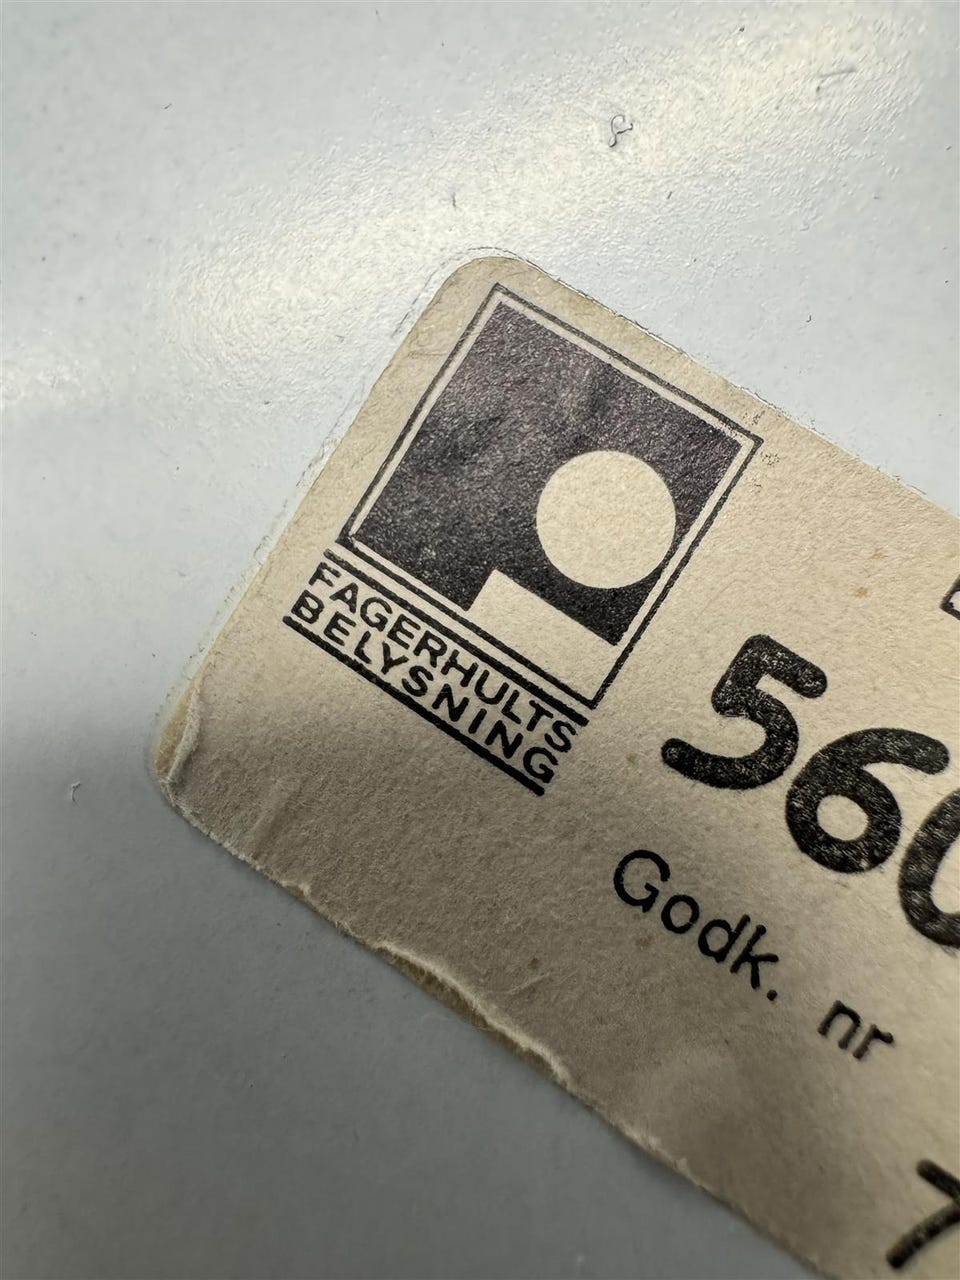 FAGERHULTS
BELYSNING
56
Godk. nr